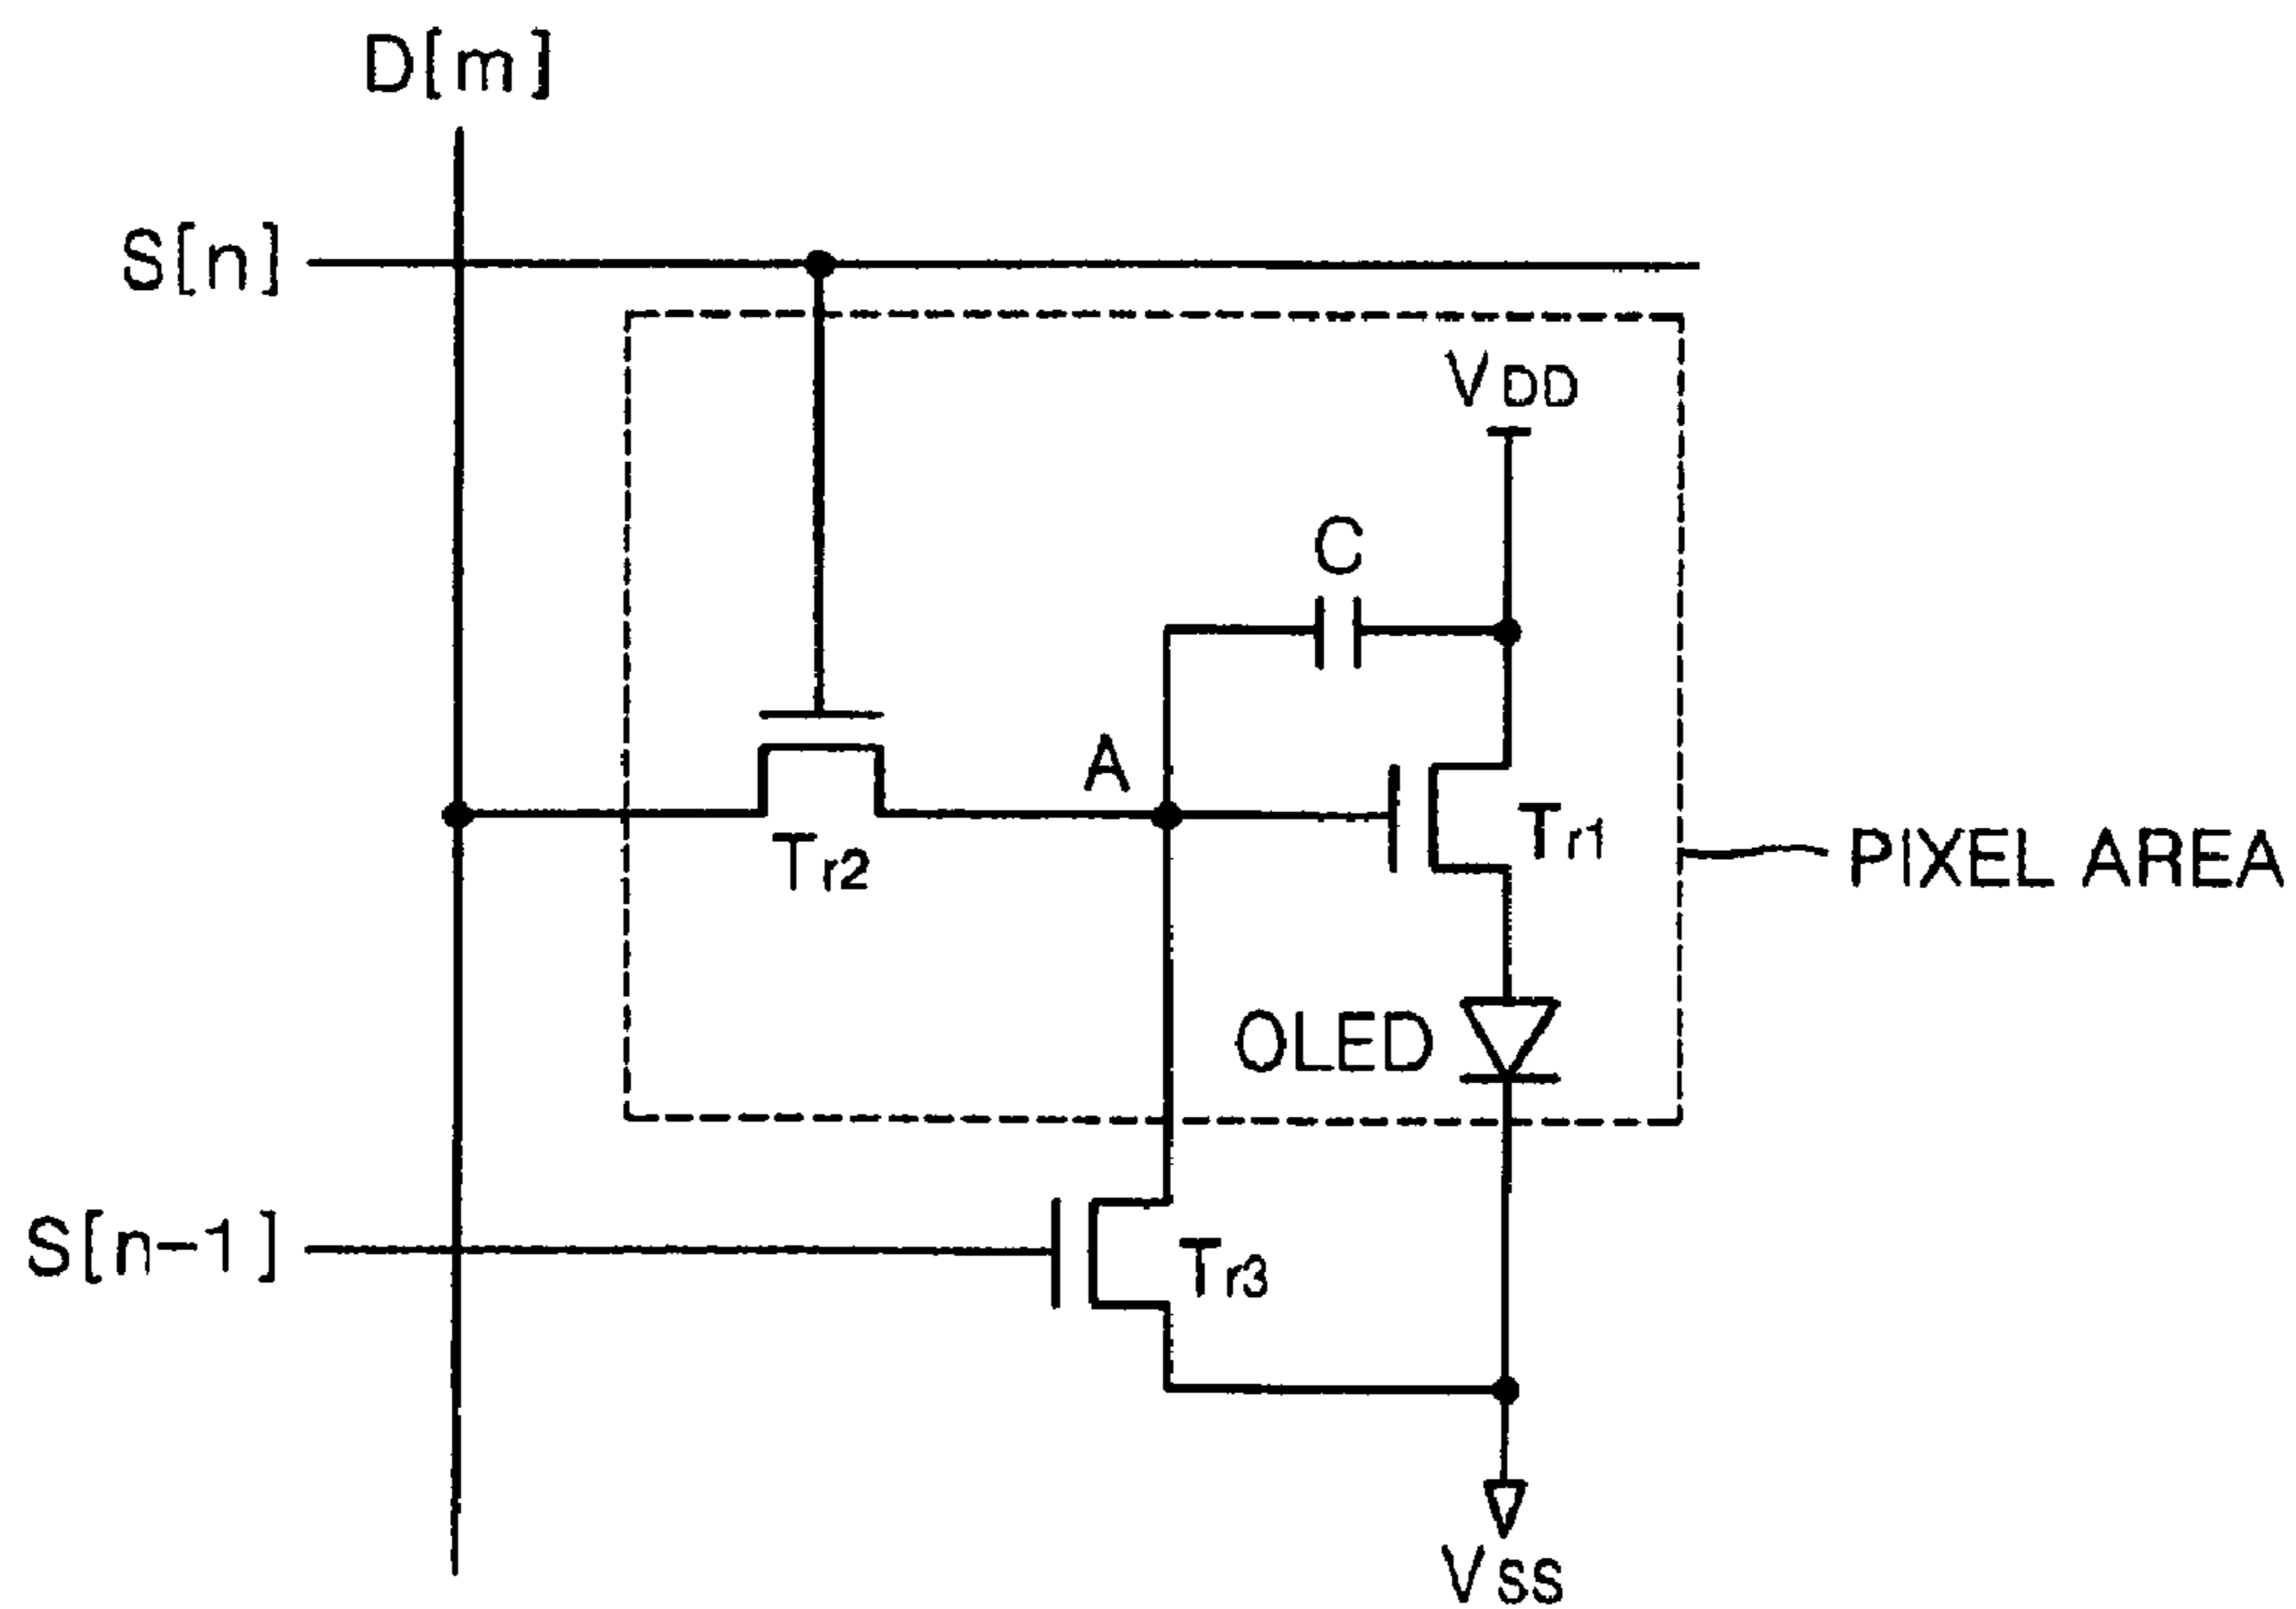 D[m]
S[n]
VDD
C
A
Tr1
Tr2
PIXEL AREA
OLED
S[n-1]
Tr3
VSS